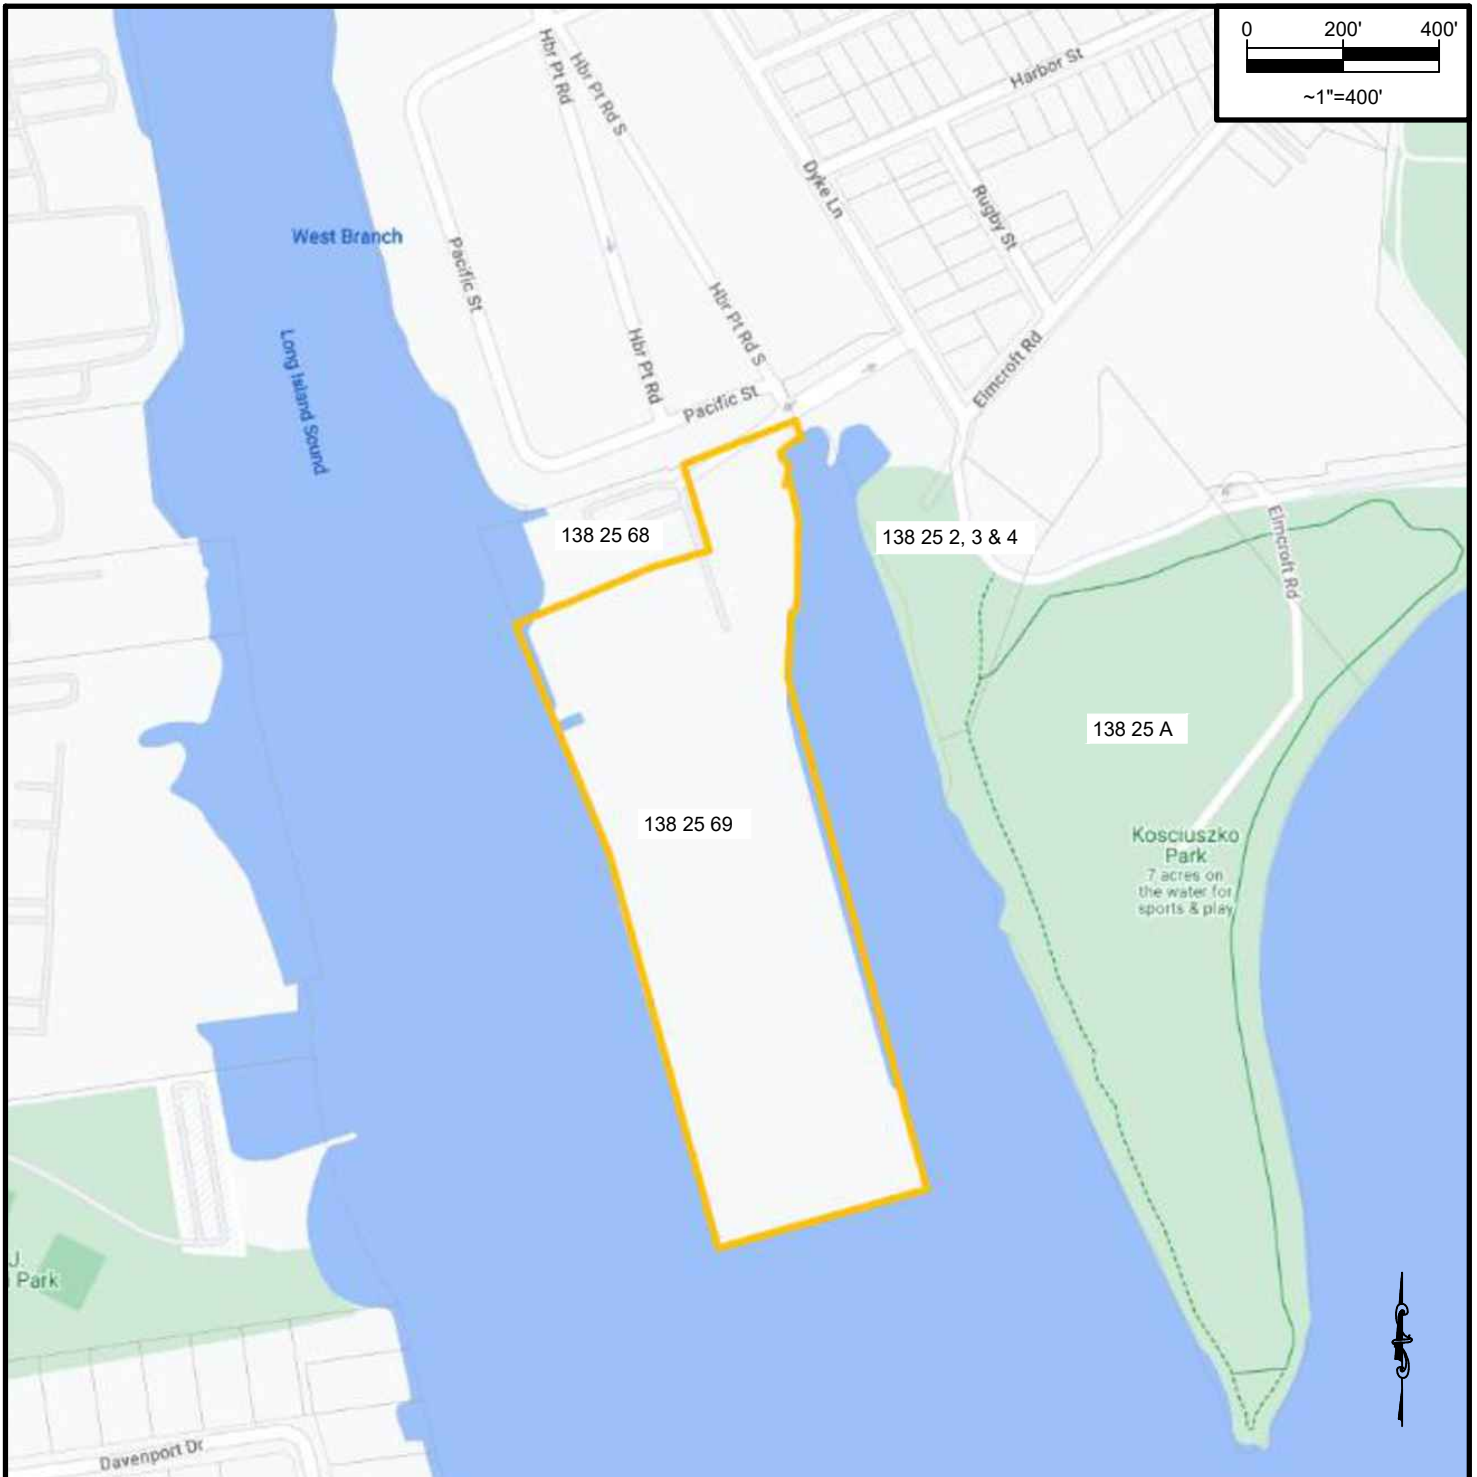 0 200' 400'
~1"=400'
Hbr Pt Rd
Hbr Pt Rd S
Harbor St
Dyke Ln
Rugby St
West Branch
Pacific St
Long Island Sound
Hbr Pt Rd S
Hbr Pt Rd
Elmcroft Rd
Pacific St
138 25 68
138 25 2, 3 & 4
Elmcroft Rd
138 25 A
138 25 69
Kosciuszko
Park
7 acres on
the water for
sports & play
J.
Park
Davenport Dr